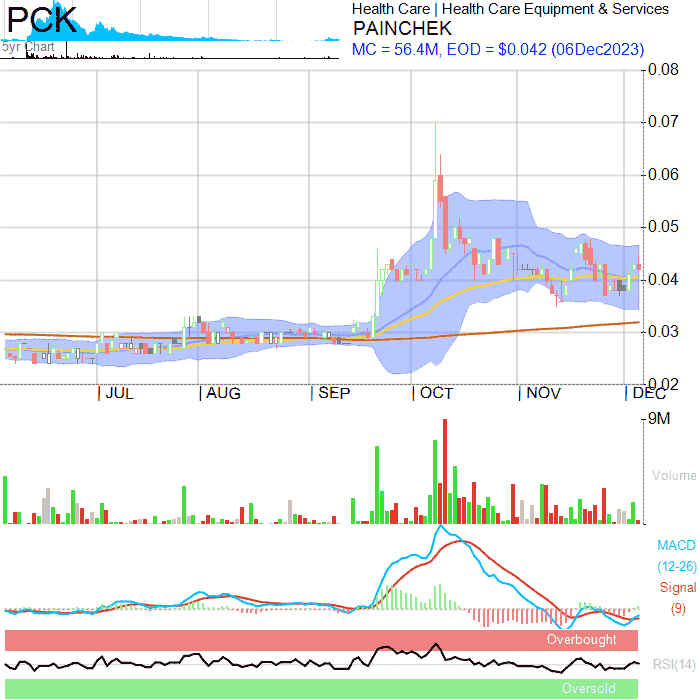 PCK
5yr Chart
Health Care | Health Care Equipment & Services
PAINCHEK
MC = 56.4M, EOD = $0.042 (06Dec2023)
0.08
0.07
0.06
0.05
0.04
0.03
0.02
JUL AUG SEP OCT NOV DEC
9M
Volume
MACD
(12-26)
Signal
(9)
Overbought
RSI(14)
Oversold